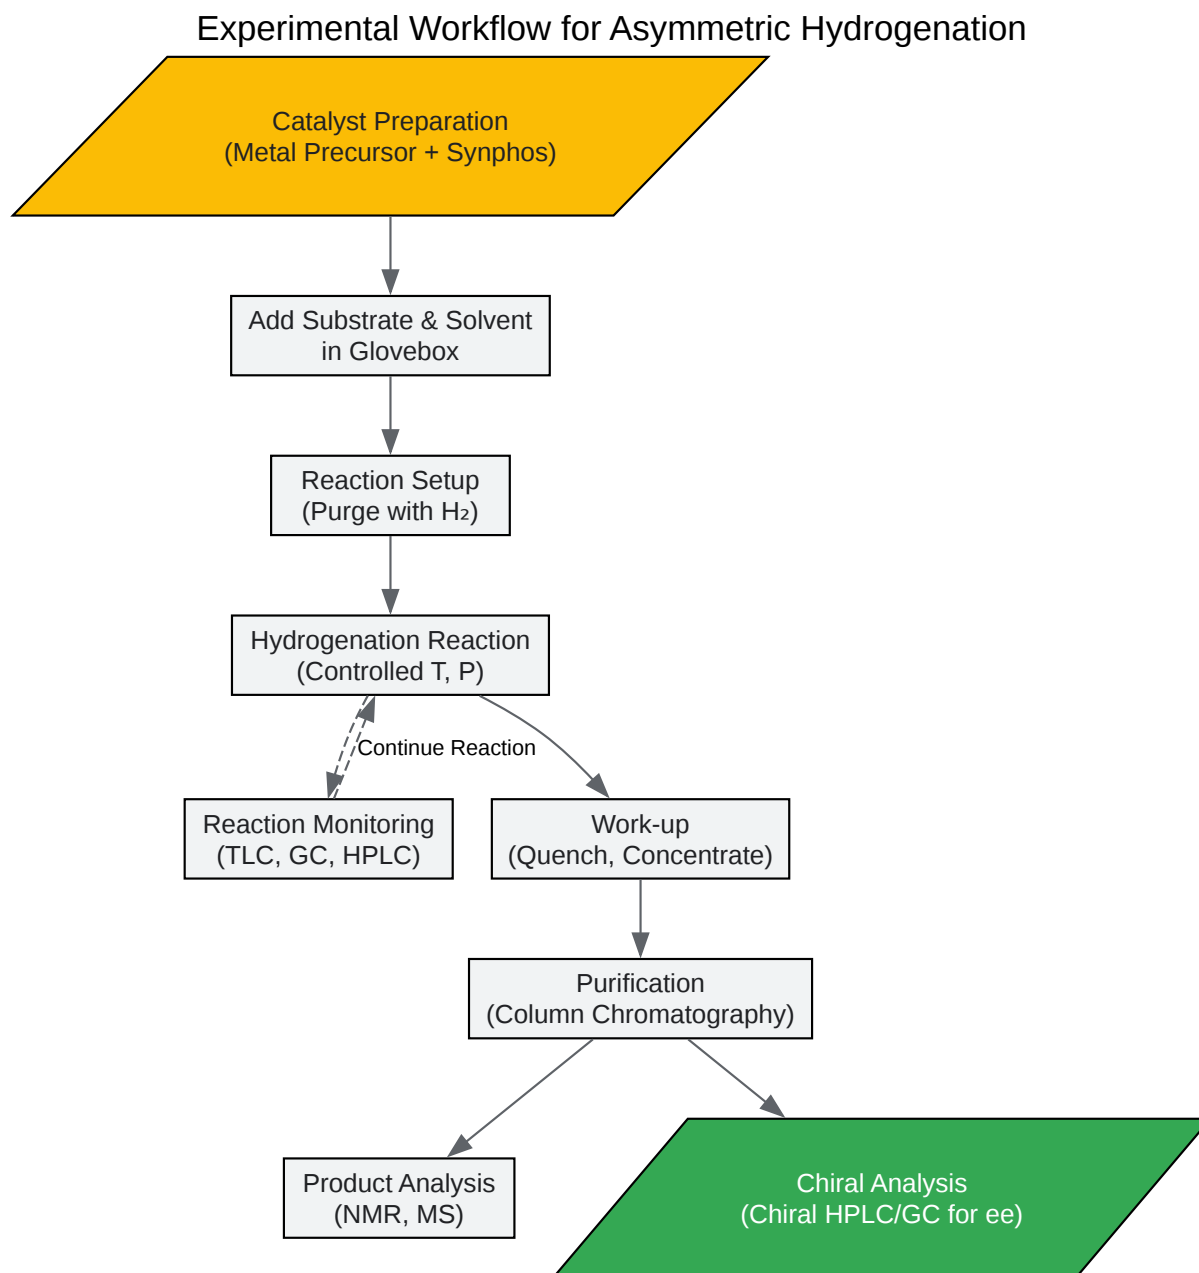 Experimental Workflow for Asymmetric Hydrogenation
Catalyst Preparation
(Metal Precursor + Synphos)
Add Substrate & Solvent
in Glovebox
Reaction Setup
(Purge with H₂)
Hydrogenation Reaction
(Controlled T, P)
Continue Reaction
Reaction Monitoring
(TLC, GC, HPLC)
Work-up
(Quench, Concentrate)
Purification
(Column Chromatography)
Product Analysis
(NMR, MS)
Chiral Analysis
(Chiral HPLC/GC for ee)